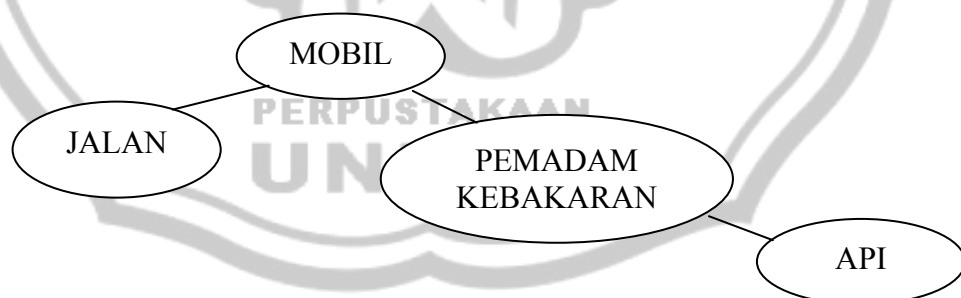 MOBIL
JALAN
PERPUSTAKAAN
PEMADAM
KEBAKARAN
API